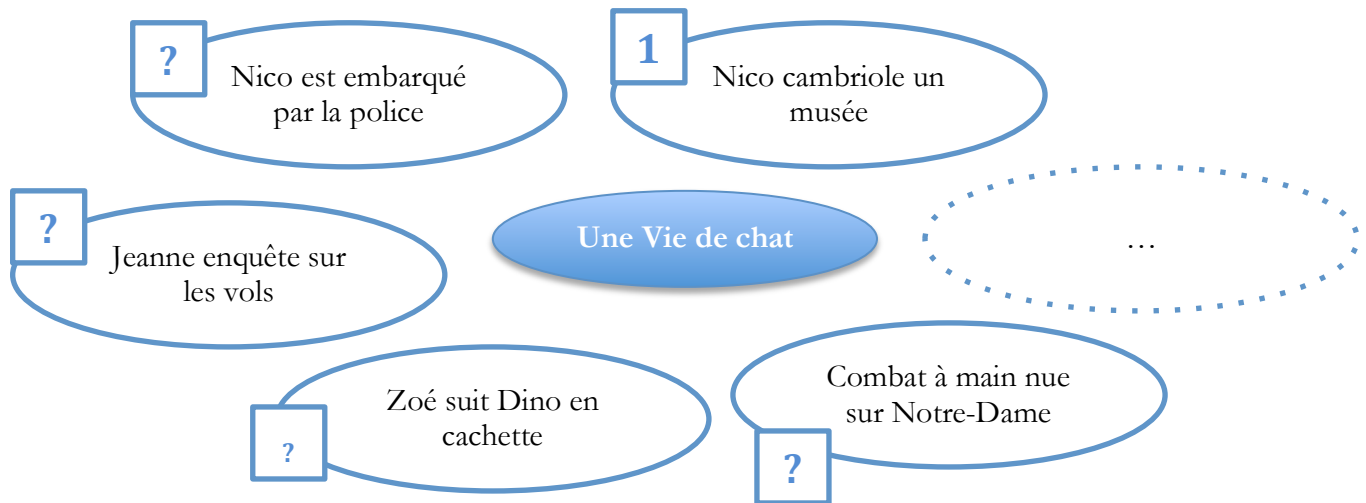 ?
Nico est embarqué
par la police
1
Nico cambriole un
musée
?
Jeanne enquête sur
les vols
Une Vie de chat
…
?
Zoé suit Dino en
cachette
Combat à main nue
sur Notre-Dame
?